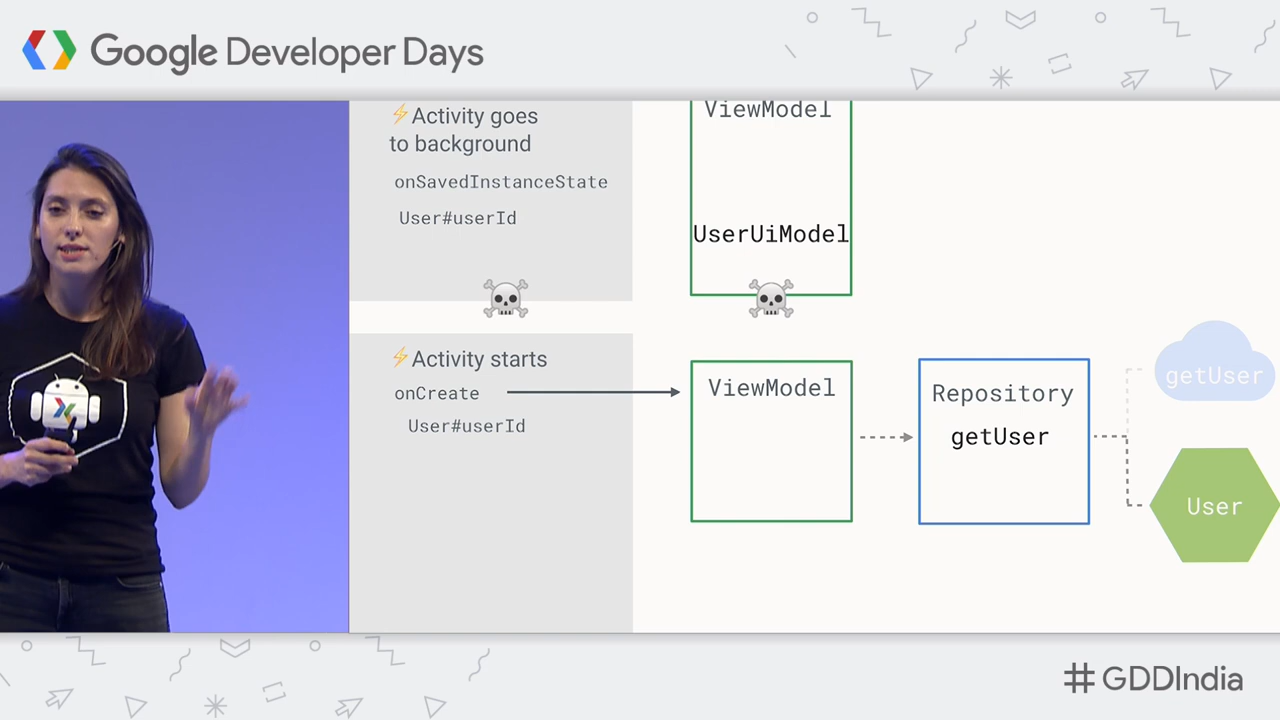 Google Developer Days
⚡Activity goes
to background
onSavedInstanceState
User#userId
ViewModel
UserUiModel
⚡Activity starts
onCreate
User#userId
ViewModel
Repository
getUser
getUser
User
#GDDIndia